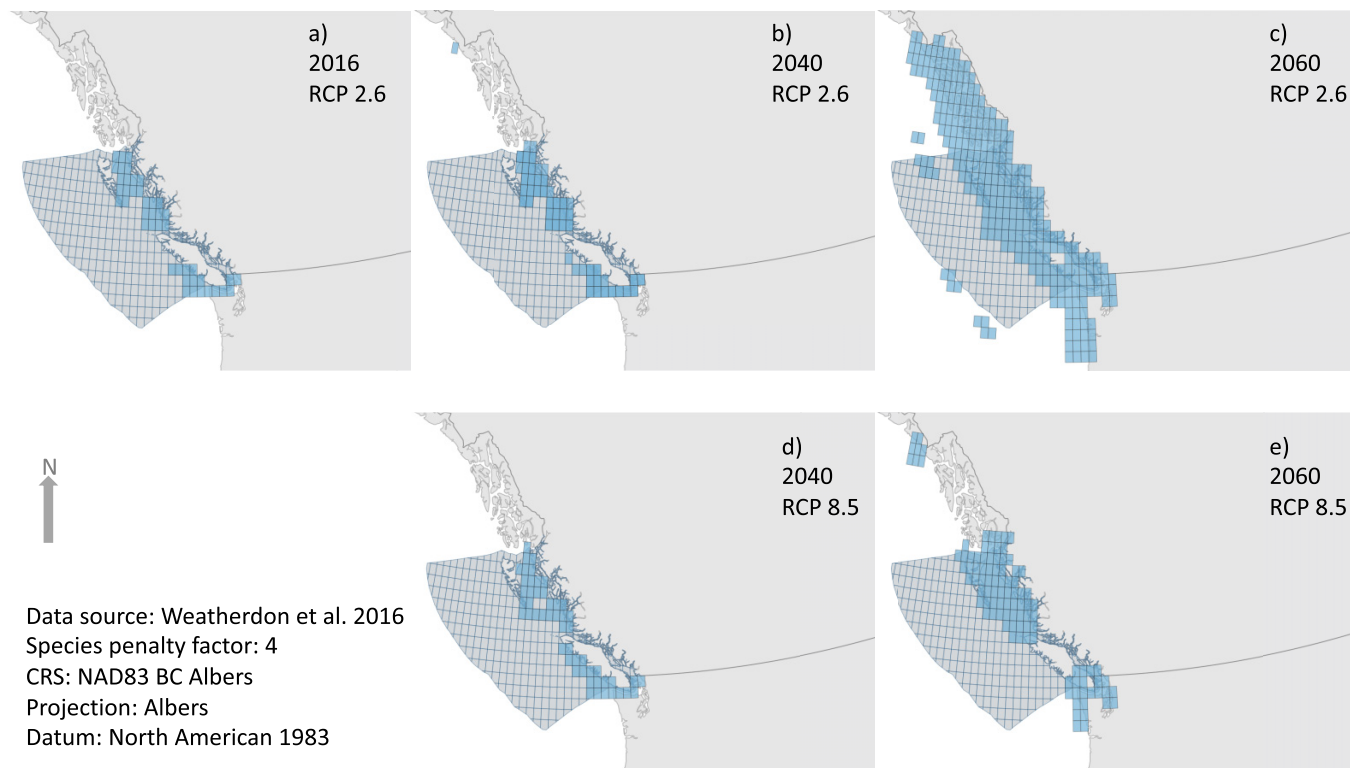 a)
2016
RCP 2.6
b)
2040
RCP 2.6
c)
2060
RCP 2.6
d)
2040
RCP 8.5
e)
2060
RCP 8.5
N
Data source: Weatherdon et al. 2016
Species penalty factor: 4
CRS: NAD83 BC Albers
Projection: Albers
Datum: North American 1983